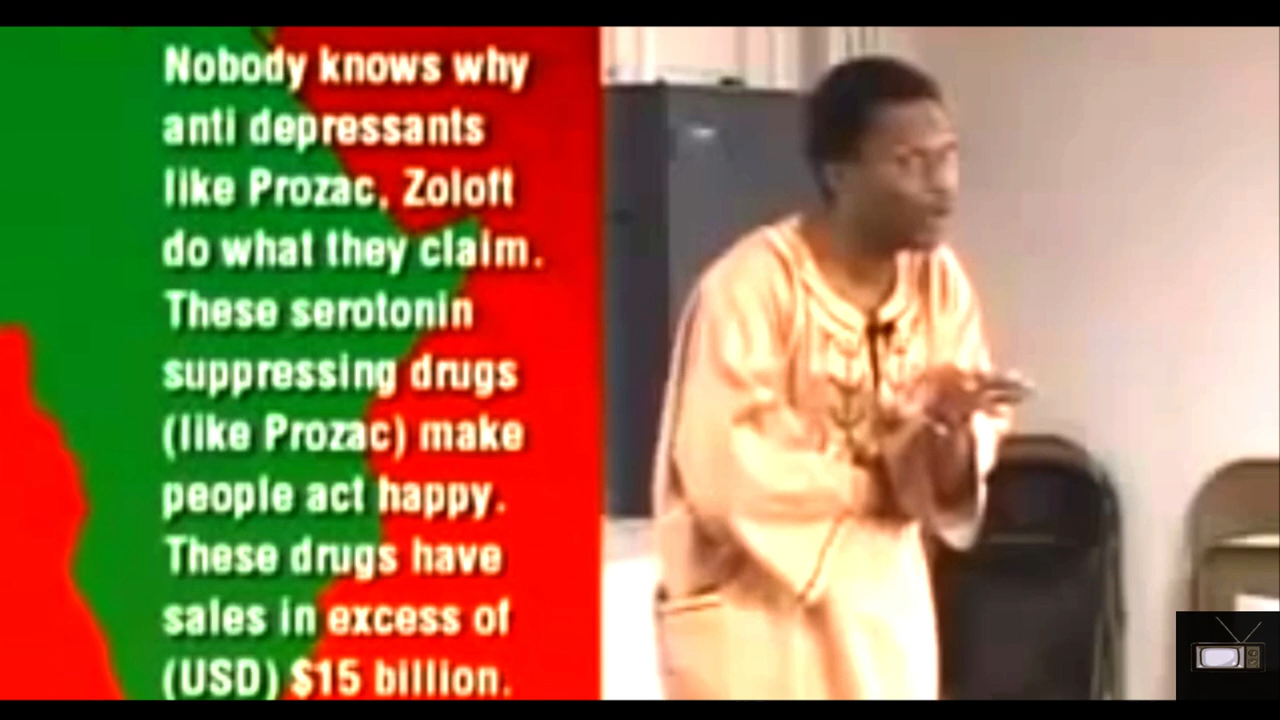 Nobody knows why
anti depressants
like Prozac, Zoloft
do what they claim.
These serotonin
suppressing drugs
(like Prozac) make
people act happy.
These drugs have
sales in excess of
(USD) $15 billion.